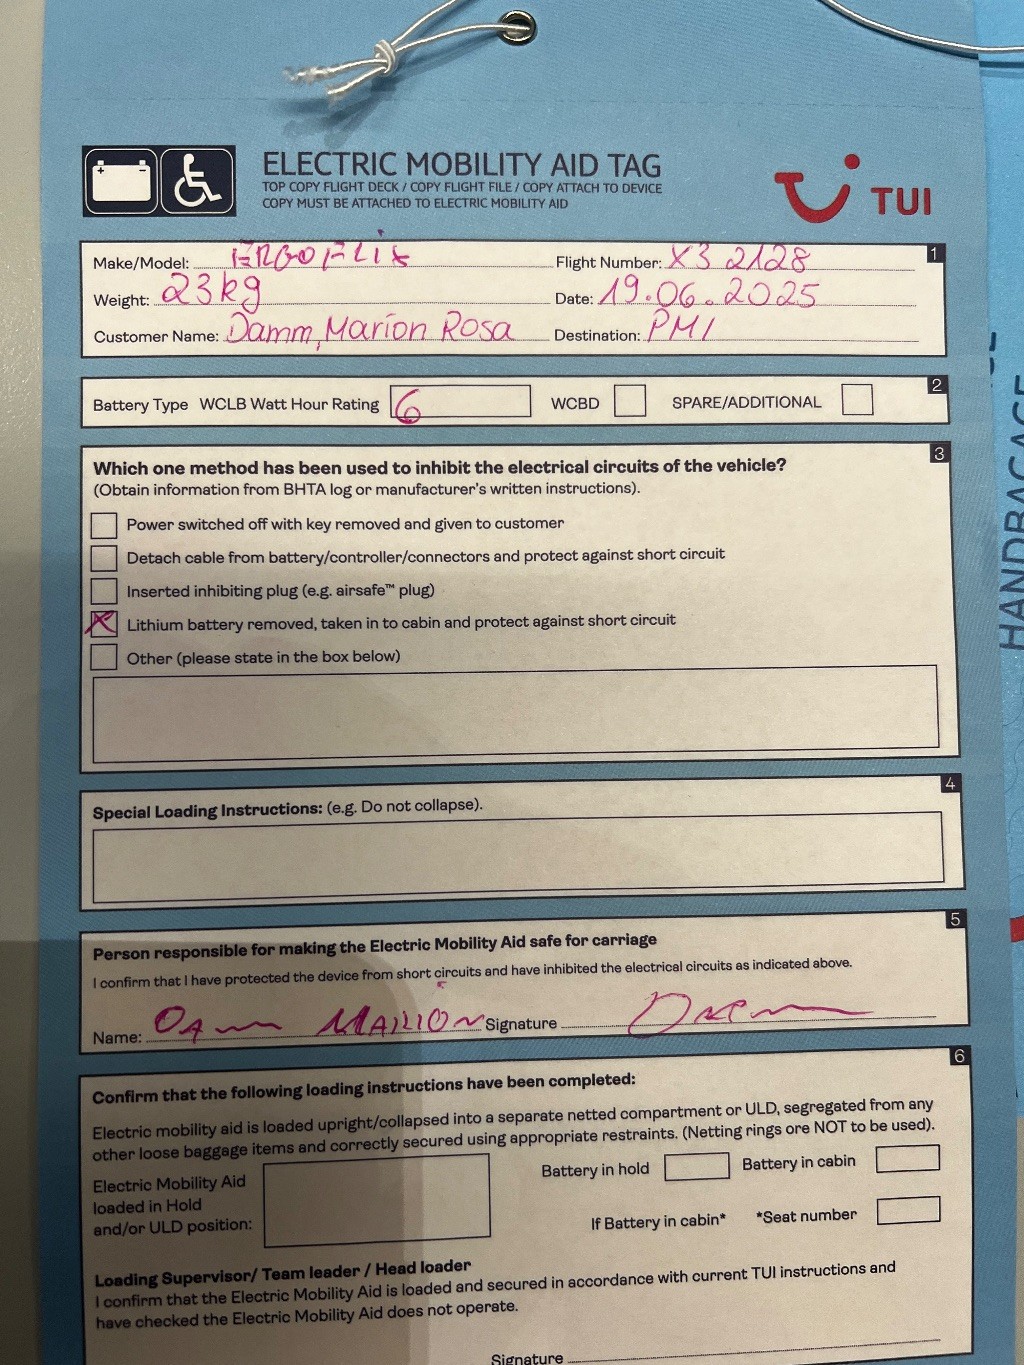 ELECTRIC MOBILITY AID TAG
TOP COPY FLIGHT DECK / COPY FLIGHT FILE / COPY ATTACH TO DEVICE
COPY MUST BE ATTACHED TO ELECTRIC MOBILITY AID
TUI
1
Make/Model: ERGOFLIX Flight Number: X3 2128
Weight: 23kg Date: 19.06.2025
Customer Name: Damm, Marion Rosa Destination: PMI
2
Battery Type WCLB Watt Hour Rating 6 WCBD SPARE/ADDITIONAL
3
Which one method has been used to inhibit the electrical circuits of the vehicle?
(Obtain information from BHTA log or manufacturer's written instructions).
Power switched off with key removed and given to customer
Detach cable from battery/controller/connectors and protect against short circuit
Inserted inhibiting plug (e.g. airsafe™ plug)
X Lithium battery removed, taken in to cabin and protect against short circuit
Other (please state in the box below)
4
Special Loading Instructions: (e.g. Do not collapse).
5
Person responsible for making the Electric Mobility Aid safe for carriage
I confirm that I have protected the device from short circuits and have inhibited the electrical circuits as indicated above.
Name: Damm MARION Signature Damm
6
Confirm that the following loading instructions have been completed:
Electric mobility aid is loaded upright/collapsed into a separate netted compartment or ULD, segregated from any
other loose baggage items and correctly secured using appropriate restraints. (Netting rings are NOT to be used).
Electric Mobility Aid
loaded in Hold
and/or ULD position:
Battery in hold Battery in cabin
If Battery in cabin* *Seat number
Loading Supervisor/ Team leader / Head loader
I confirm that the Electric Mobility Aid is loaded and secured in accordance with current TUI instructions and
have checked the Electric Mobility Aid does not operate.
Signature